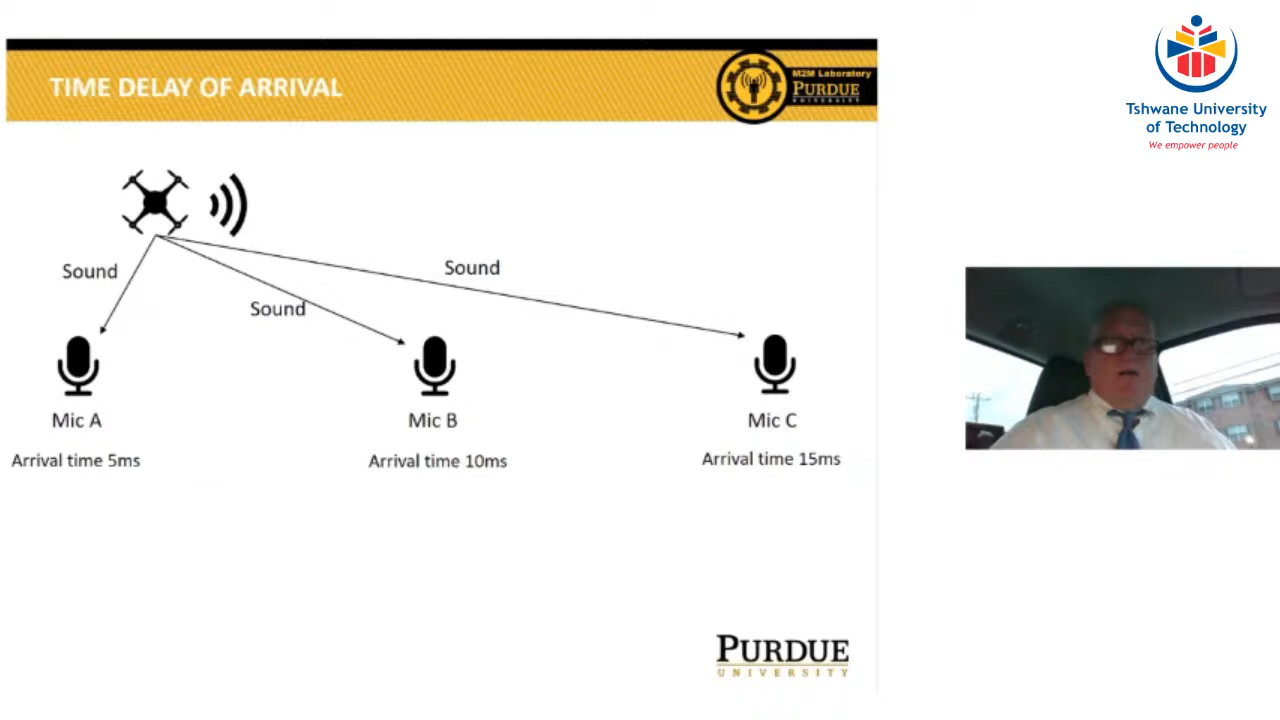 TIME DELAY OF ARRIVAL
M2M Laboratory
PURDUE
UNIVERSITY
Tshwane University
of Technology
We empower people
Sound
Sound
Sound
Mic A
Mic B
Mic C
Arrival time 5ms
Arrival time 10ms
Arrival time 15ms
PURDUE
UNIVERSITY